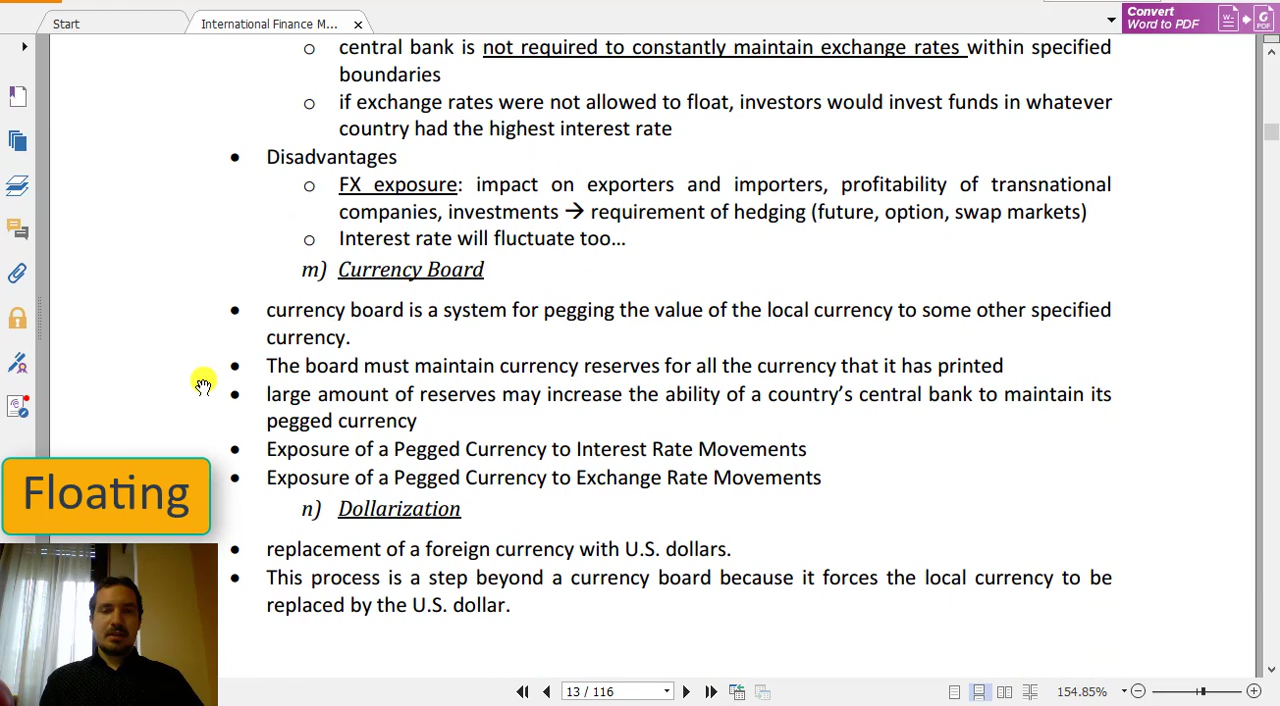 Start
International Finance M...
Convert
Word to PDF
W
PDF
o central bank is not required to constantly maintain exchange rates within specified
boundaries
o if exchange rates were not allowed to float, investors would invest funds in whatever
country had the highest interest rate
• Disadvantages
o FX exposure: impact on exporters and importers, profitability of transnational
companies, investments → requirement of hedging (future, option, swap markets)
o Interest rate will fluctuate too...
m) Currency Board
• currency board is a system for pegging the value of the local currency to some other specified
currency.
• The board must maintain currency reserves for all the currency that it has printed
• large amount of reserves may increase the ability of a country's central bank to maintain its
pegged currency
• Exposure of a Pegged Currency to Interest Rate Movements
• Exposure of a Pegged Currency to Exchange Rate Movements
n) Dollarization
• replacement of a foreign currency with U.S. dollars.
• This process is a step beyond a currency board because it forces the local currency to be
replaced by the U.S. dollar.
Floating
13 / 116
154.85%